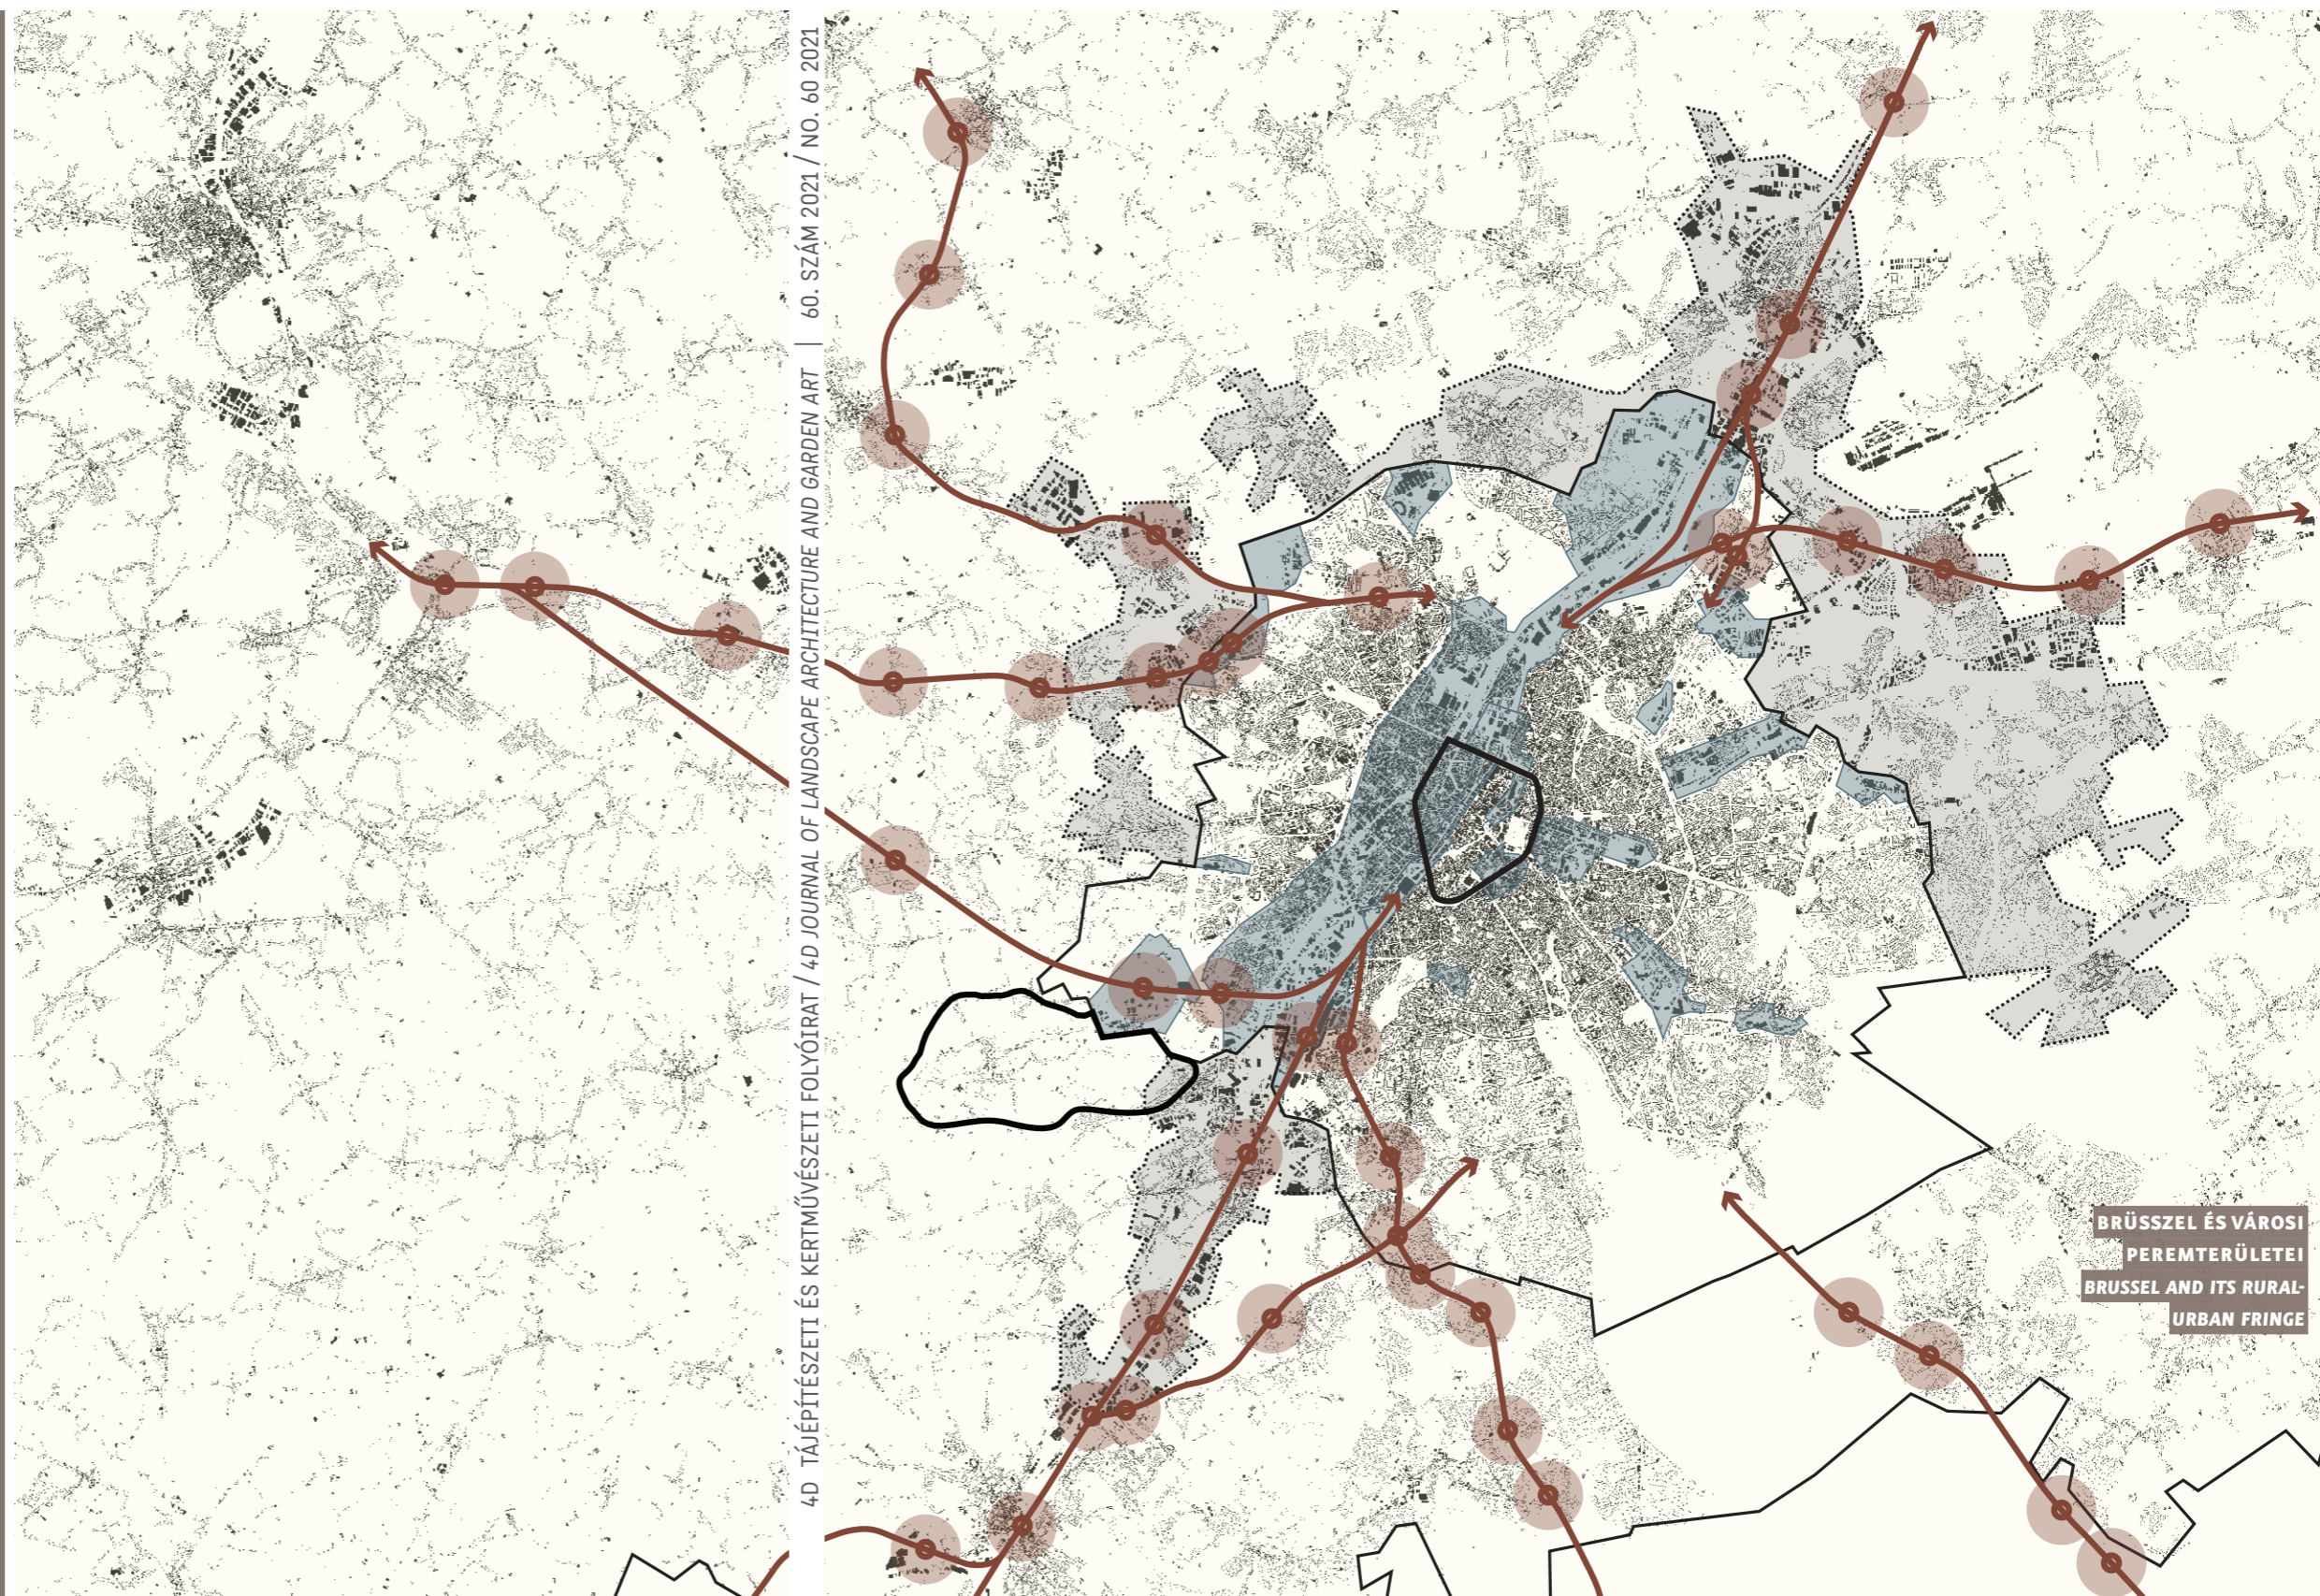 4D TÁJÉPÍTÉSZETI ÉS KERTMŰVÉSZETI FOLYÓIRAT / 4D JOURNAL OF LANDSCAPE ARCHITECTURE AND GARDEN ART | 60. SZÁM 2021 / NO. 60 2021
BRÜSSZEL ÉS VÁROSI
PEREMTERÜLETEI
BRUSSEL AND ITS RURAL-
URBAN FRINGE